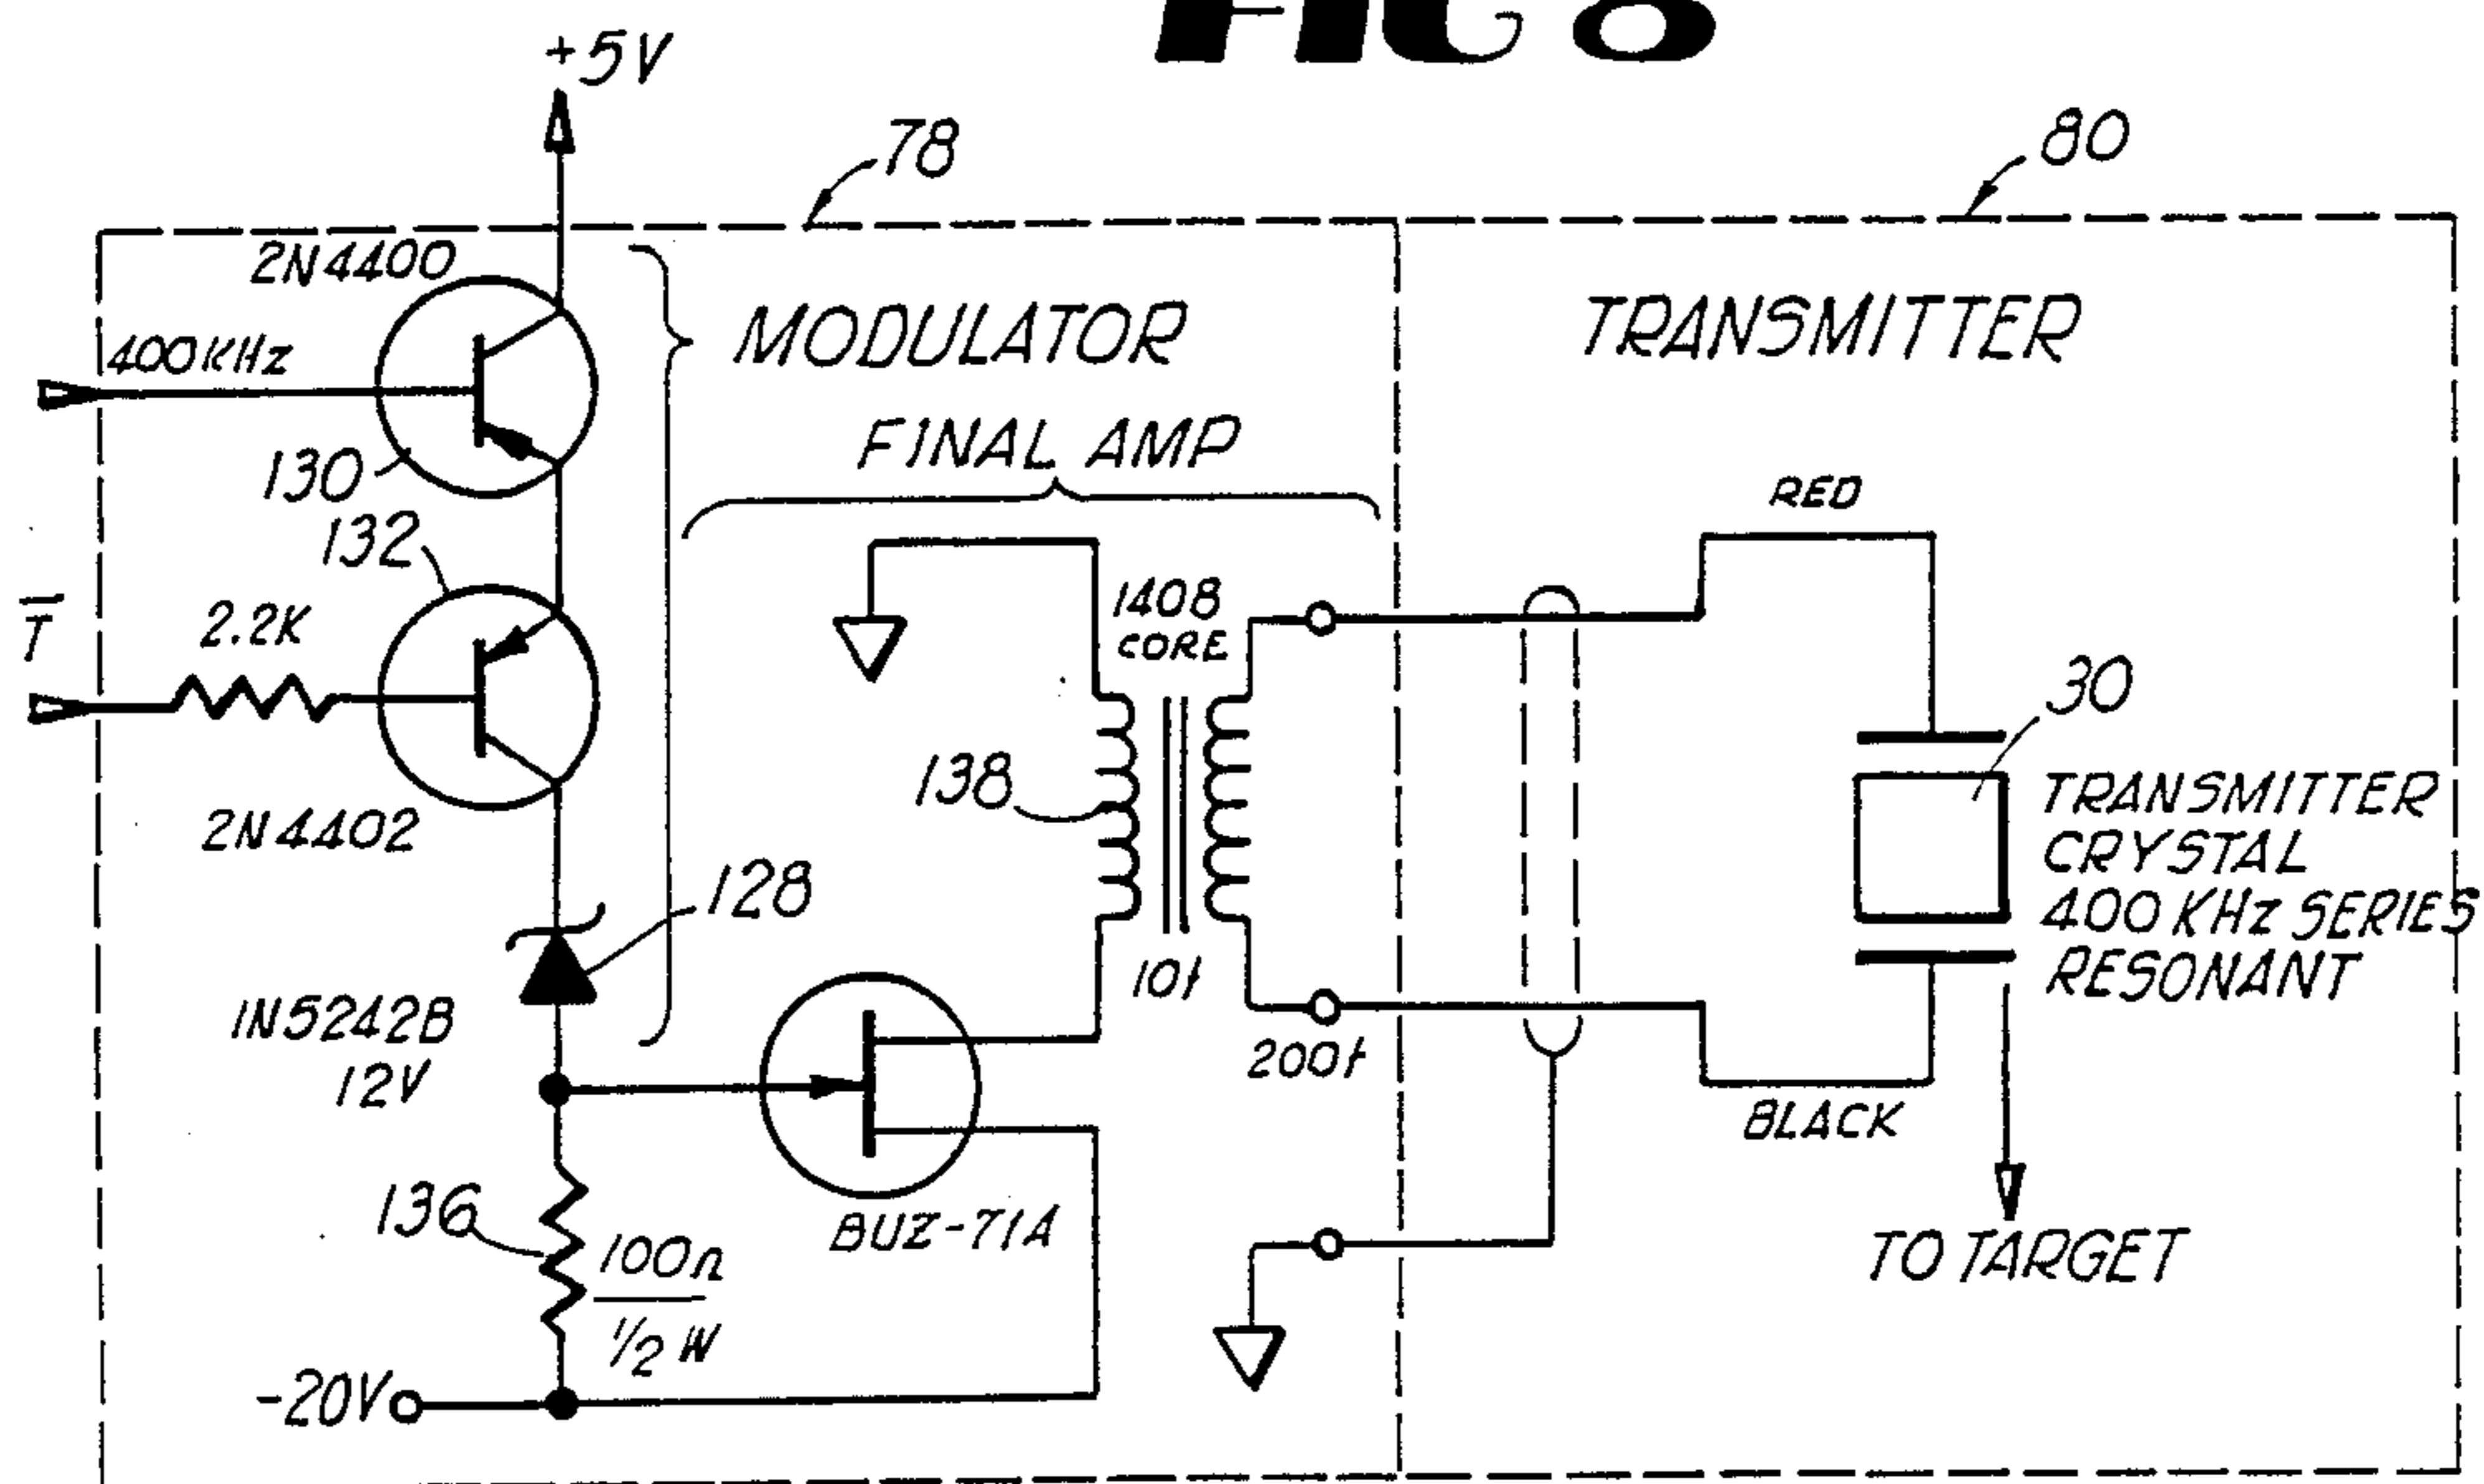 FIG 8
+5V
78
80
2N4400
400KHz
MODULATOR
TRANSMITTER
FINAL AMP
130
RED
132
T̅
2.2K
1408
CORE
30
138
2N4402
TRANSMITTER
CRYSTAL
400 KHz SERIES
RESONANT
128
10t
1N5242B
12V
200t
BLACK
136
100Ω
1/2 W
BUZ-71A
TO TARGET
-20V